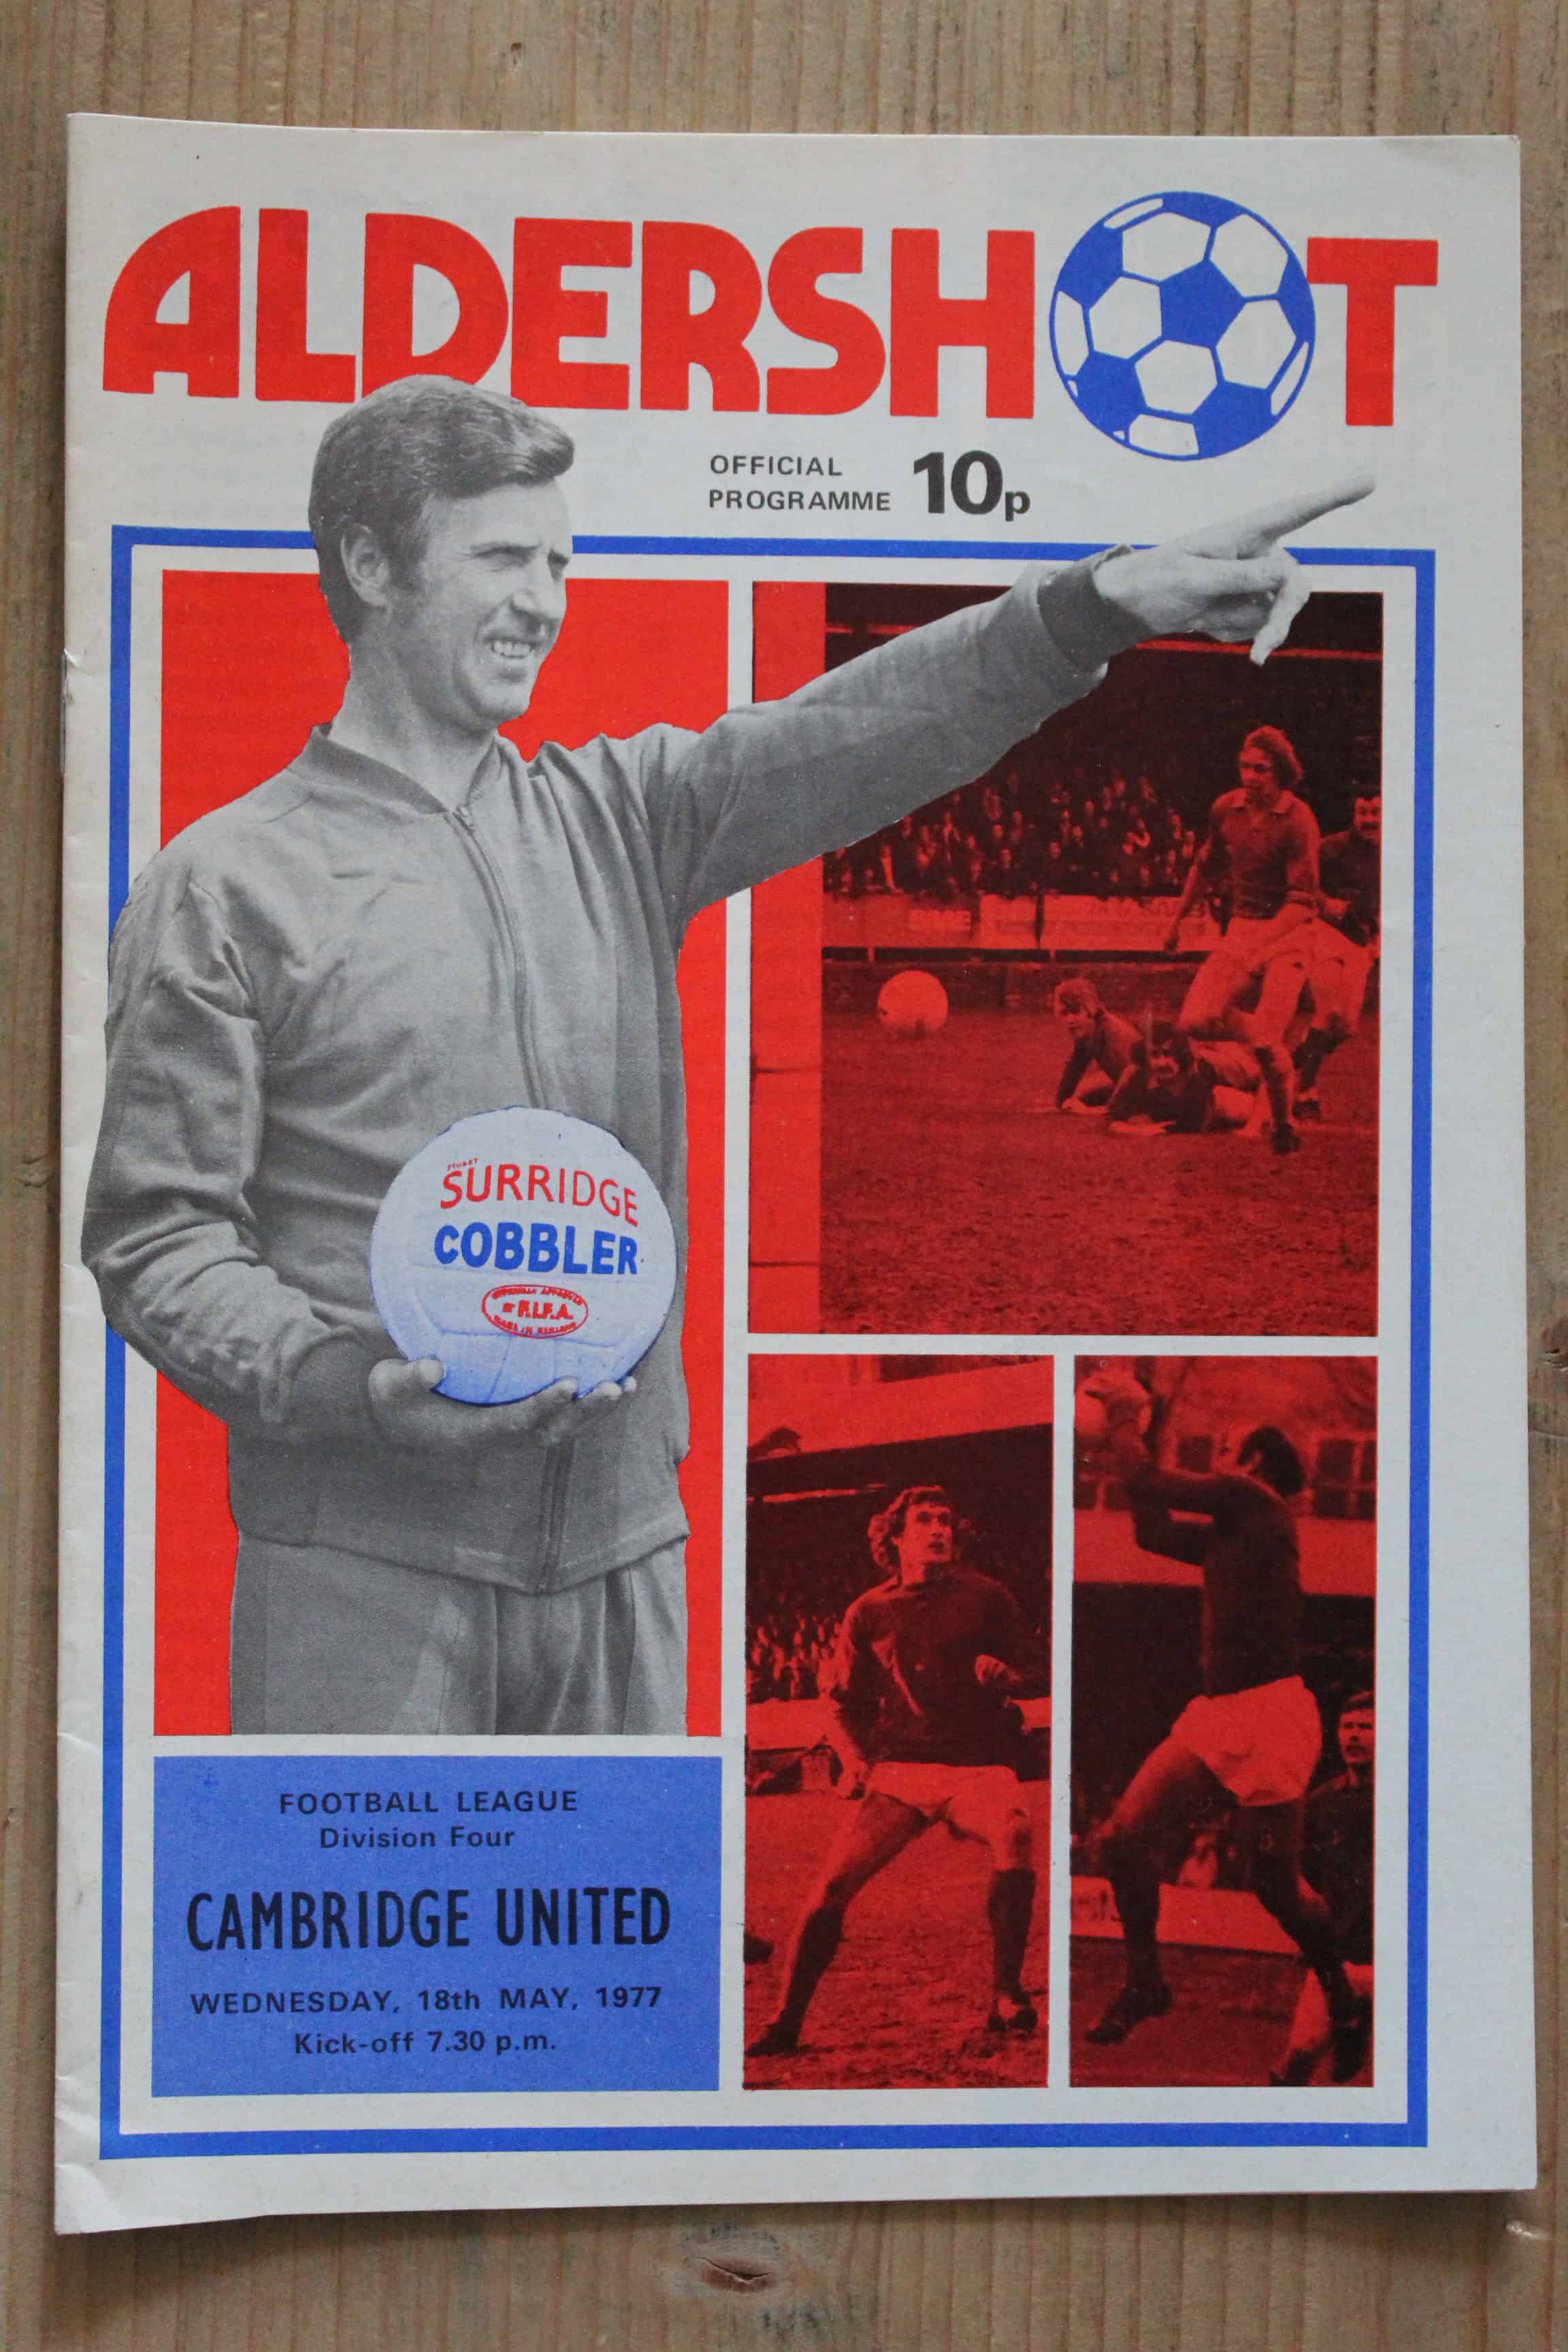 ALDERSHOT
OFFICIAL
PROGRAMME 10p
STUART
SURRIDGE
COBBLER
F.I.F.A.
FOOTBALL LEAGUE
Division Four
CAMBRIDGE UNITED
WEDNESDAY, 18th MAY, 1977
Kick-off 7.30 p.m.